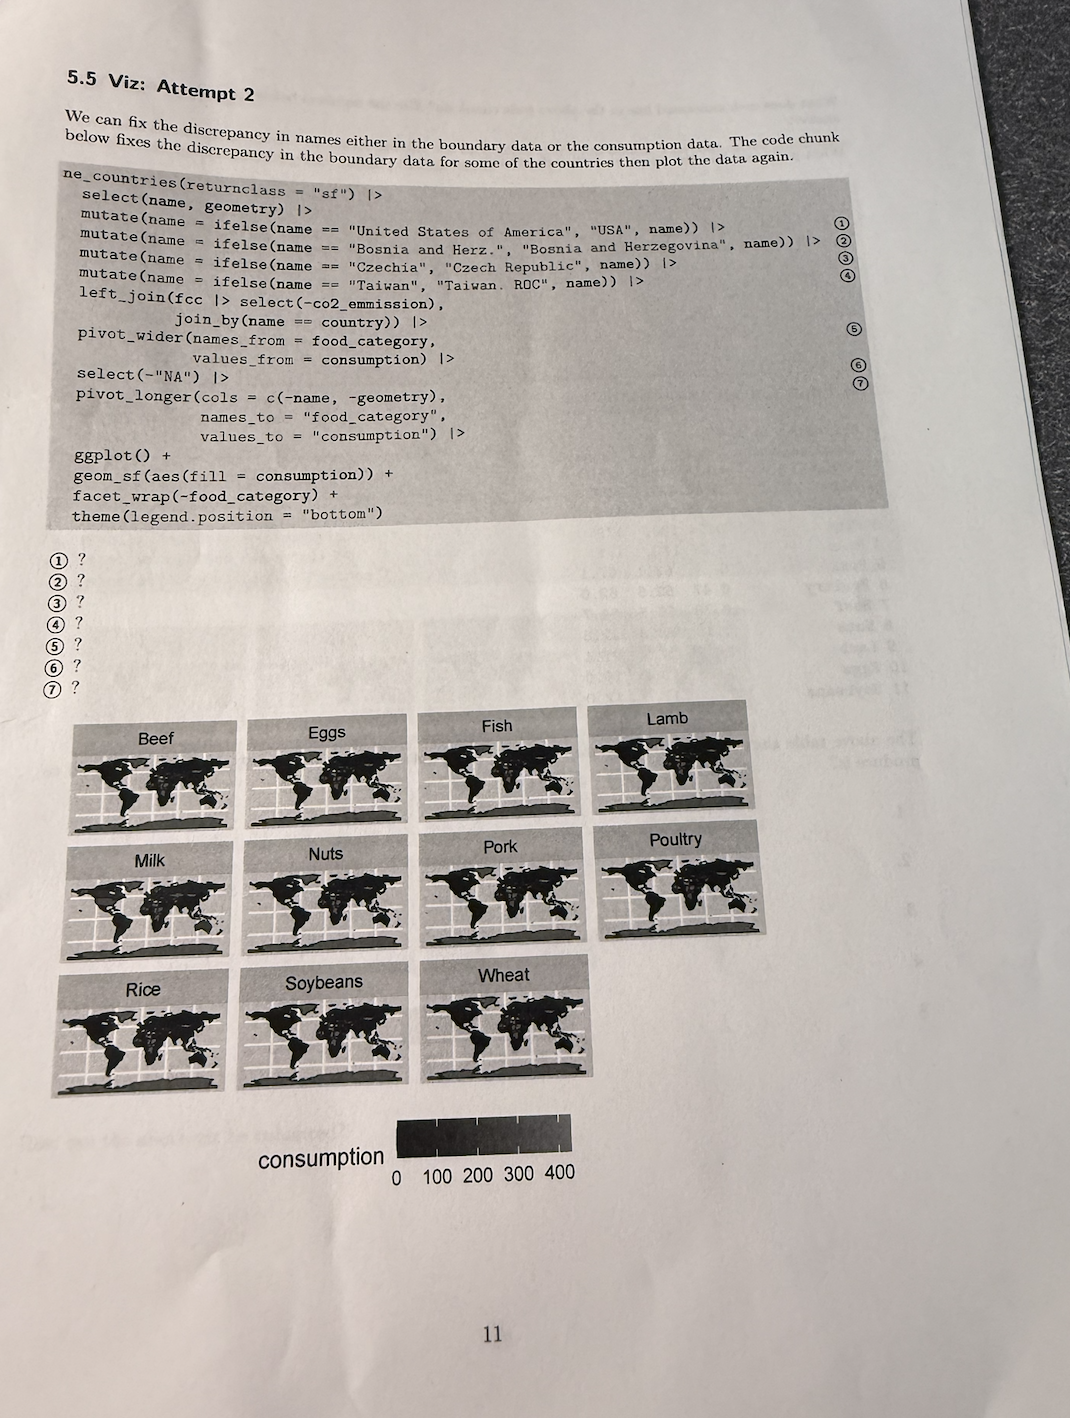 5.5 Viz: Attempt 2
We can fix the discrepancy in names either in the boundary data or the consumption data. The code chunk
below fixes the discrepancy in the boundary data for some of the countries then plot the data again.
ne_countries(returnclass = "sf") |>
select(name, geometry) |>
mutate(name = ifelse(name == "United States of America", "USA", name)) |> ①
mutate(name = ifelse(name == "Bosnia and Herz.", "Bosnia and Herzegovina", name)) |> ②
mutate(name = ifelse(name == "Czechia", "Czech Republic", name)) |> ③
mutate(name = ifelse(name == "Taiwan", "Taiwan. ROC", name)) |> ④
left_join(fcc |> select(-co2_emmission),
join_by(name == country)) |> ⑤
pivot_wider(names_from = food_category,
values_from = consumption) |> ⑥
select(-"NA") |> ⑦
pivot_longer(cols = c(-name, -geometry),
names_to = "food_category",
values_to = "consumption") |>
ggplot() +
geom_sf(aes(fill = consumption)) +
facet_wrap(~food_category) +
theme(legend.position = "bottom")
① ?
② ?
③ ?
④ ?
⑤ ?
⑥ ?
⑦ ?
Beef Eggs Fish Lamb
Milk Nuts Pork Poultry
Rice Soybeans Wheat
consumption
0 100 200 300 400
11